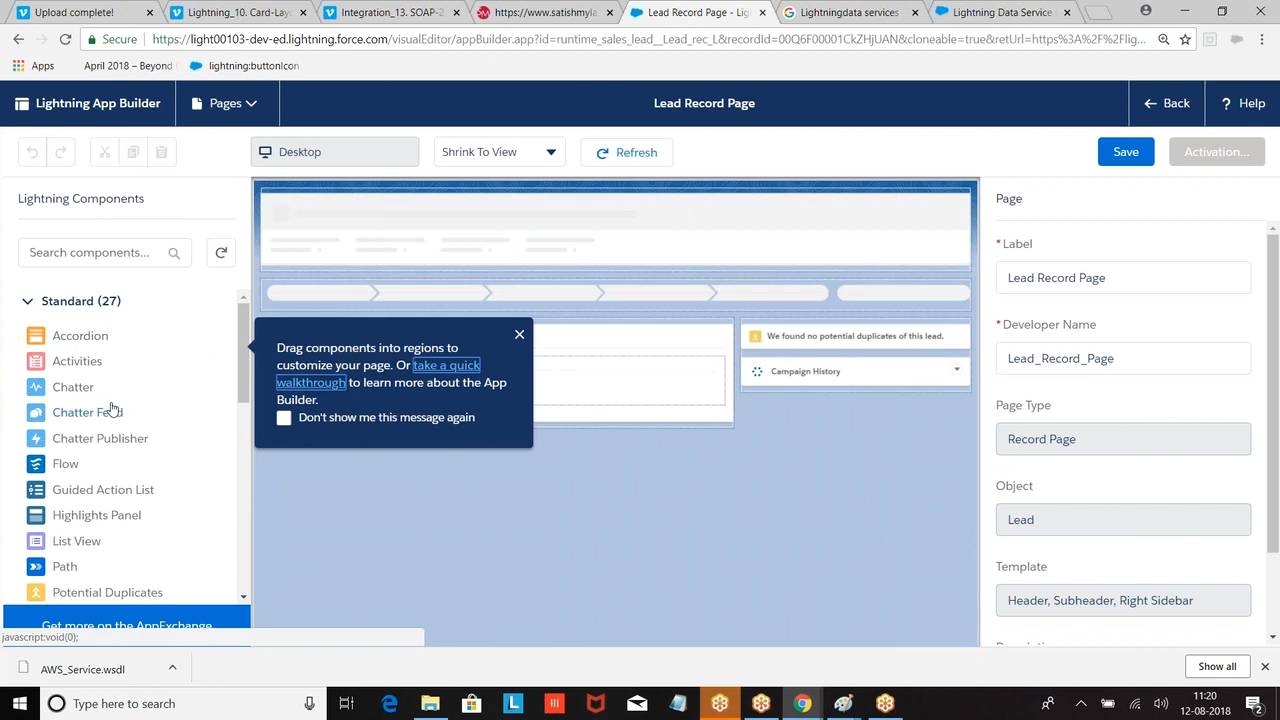 Upload complete!
Lightning_10. Card-Layo
Integration_13. SOAP-2
https://www.satishmyla
Lead Record Page - Lig
Lightningdata services
Lightning Data Service
Secure
https://light00103-dev-ed.lightning.force.com/visualEditor/appBuilder.app?id=runtime_sales_lead__Lead_rec_L&recordId=00Q6F00001CkZHjUAN&cloneable=true&retUrl=https%3A%2F%2Flig...
Apps
April 2018 – Beyond
lightning:buttonIcon
Lightning App Builder
Pages
Lead Record Page
Back
? Help
Desktop
Shrink To View
Refresh
Save
Activation...
Lightning Components
Page
Search components...
* Label
Lead Record Page
Standard (27)
Accordion
Activities
Chatter
Chatter Feed
Chatter Publisher
Flow
Guided Action List
Highlights Panel
List View
Path
Potential Duplicates
Get more on the AppExchange
Drag components into regions to
customize your page. Or take a quick
walkthrough to learn more about the App
Builder.
Don't show me this message again
We found no potential duplicates of this lead.
Campaign History
* Developer Name
Lead_Record_Page
Page Type
Record Page
Object
Lead
Template
Header, Subheader, Right Sidebar
javascript:void(0);
AWS_Service.wsdl
Show all
Type here to search
11:20
12-08-2018